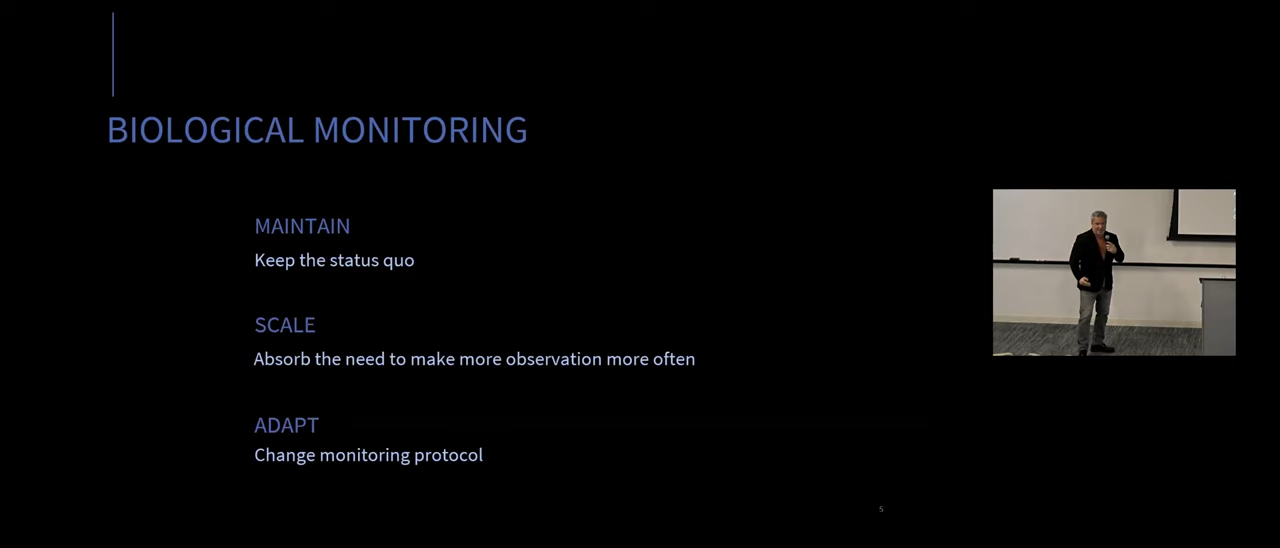 BIOLOGICAL MONITORING
MAINTAIN
Keep the status quo
SCALE
Absorb the need to make more observation more often
ADAPT
Change monitoring protocol
5